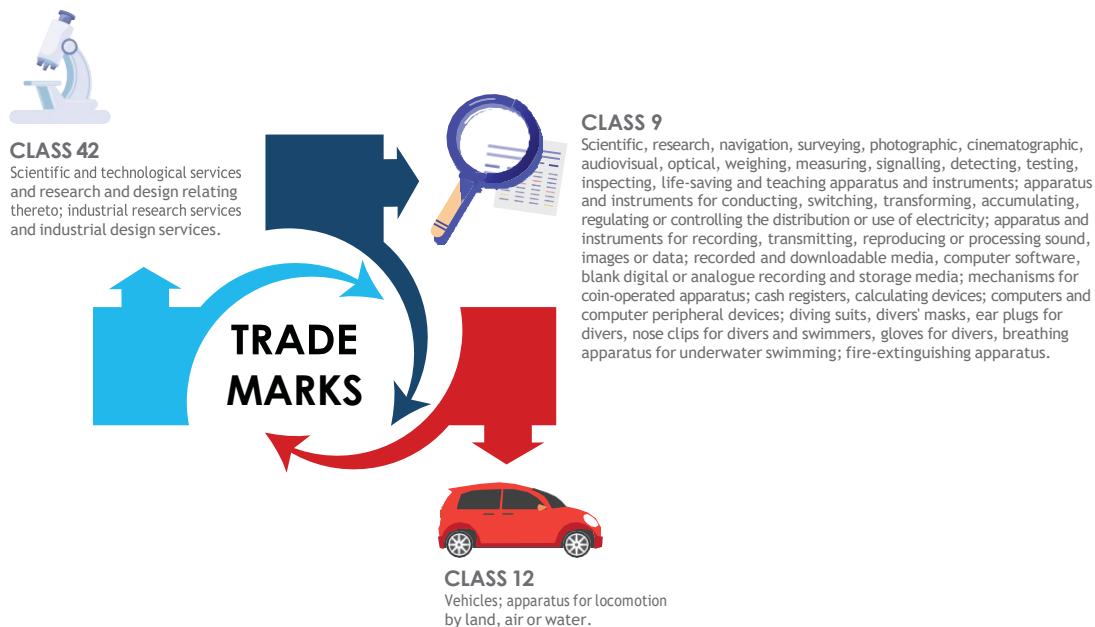 CLASS 42
Scientific and technological services
and research and design relating
thereto; industrial research services
and industrial design services.
TRADE
MARKS
CLASS 9
Scientific, research, navigation, surveying, photographic, cinematographic,
audiovisual, optical, weighing, measuring, signalling, detecting, testing,
inspecting, life-saving and teaching apparatus and instruments; apparatus
and instruments for conducting, switching, transforming, accumulating,
regulating or controlling the distribution or use of electricity; apparatus and
instruments for recording, transmitting, reproducing or processing sound,
images or data; recorded and downloadable media, computer software,
blank digital or analogue recording and storage media; mechanisms for
coin-operated apparatus; cash registers, calculating devices; computers and
computer peripheral devices; diving suits, divers' masks, ear plugs for
divers, nose clips for divers and swimmers, gloves for divers, breathing
apparatus for underwater swimming; fire-extinguishing apparatus.
CLASS 12
Vehicles; apparatus for locomotion
by land, air or water.